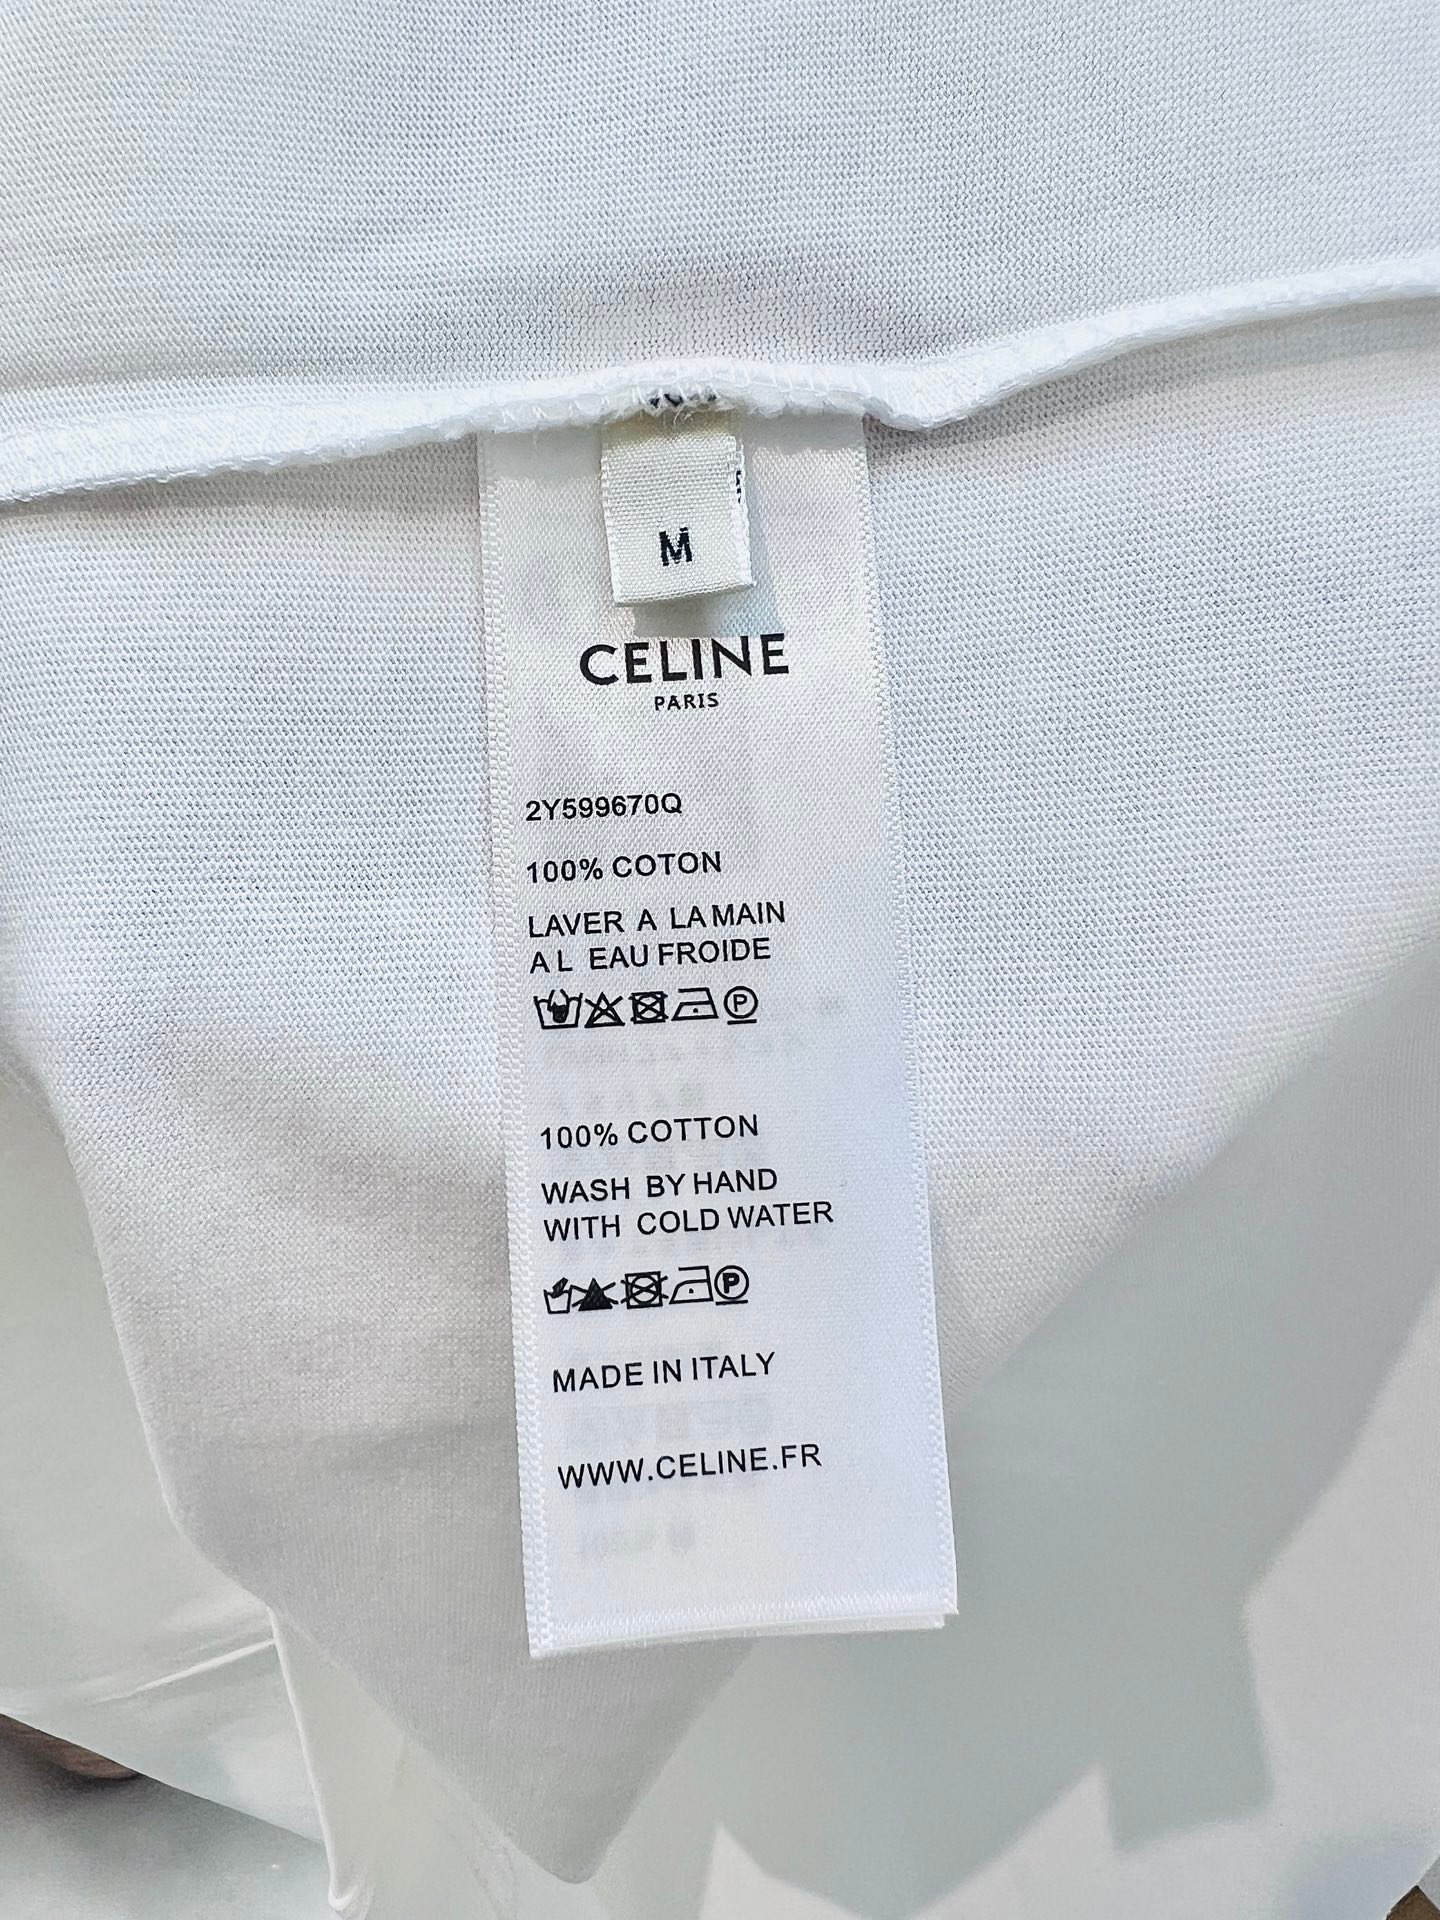 M
CELINE
PARIS
2Y599670Q
100% COTON
LAVER A LA MAIN
A L EAU FROIDE
P
100% COTTON
WASH BY HAND
WITH COLD WATER
P
MADE IN ITALY
WWW.CELINE.FR